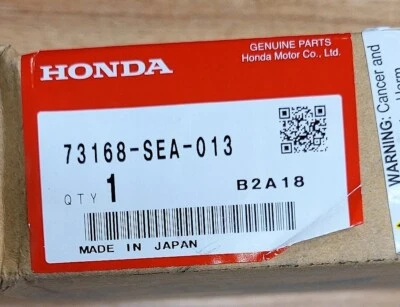 GENUINE PARTS
HONDA
Honda Motor Co., Ltd.
73168-SEA-013
QTY 1
B2A18
MADE IN JAPAN
WARNING: Cancer and